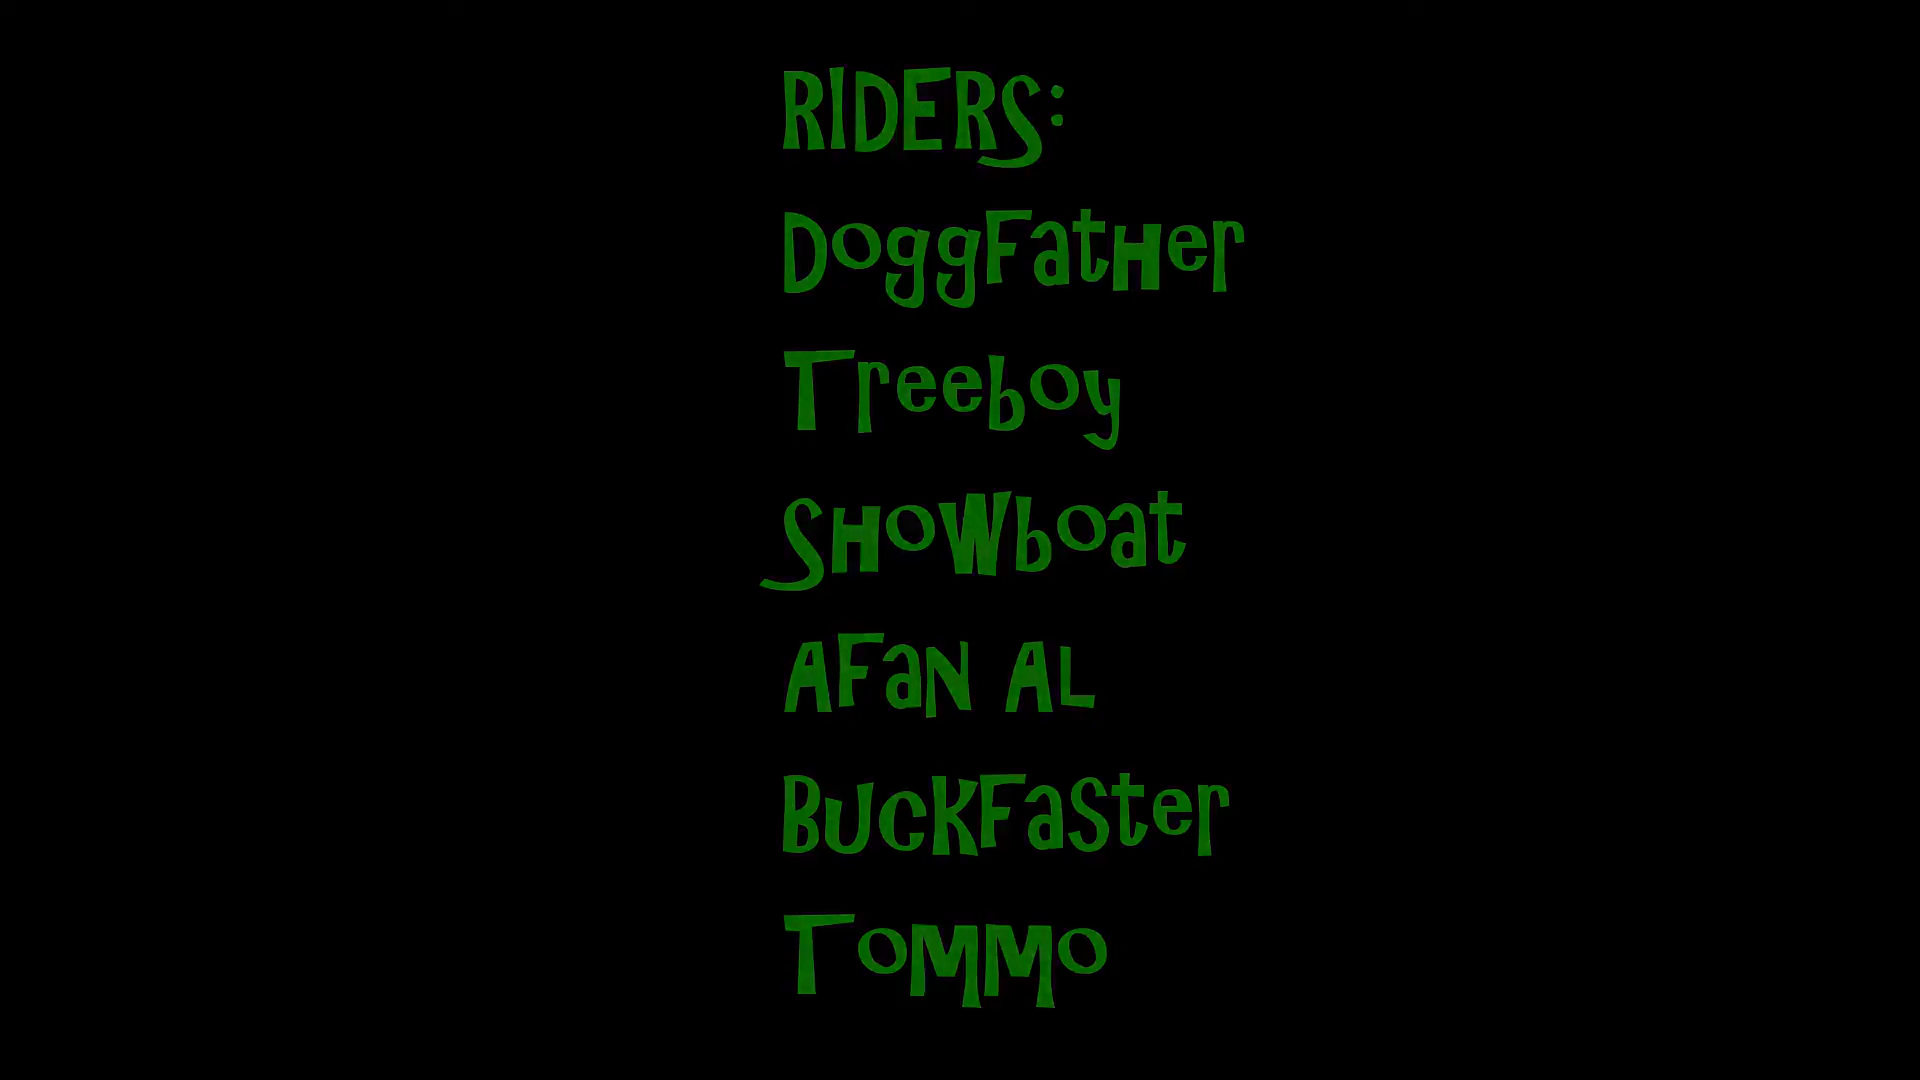 RIDERS:
DoggFather
Treeboy
Showboat
Afan Al
Buckfaster
Tommo